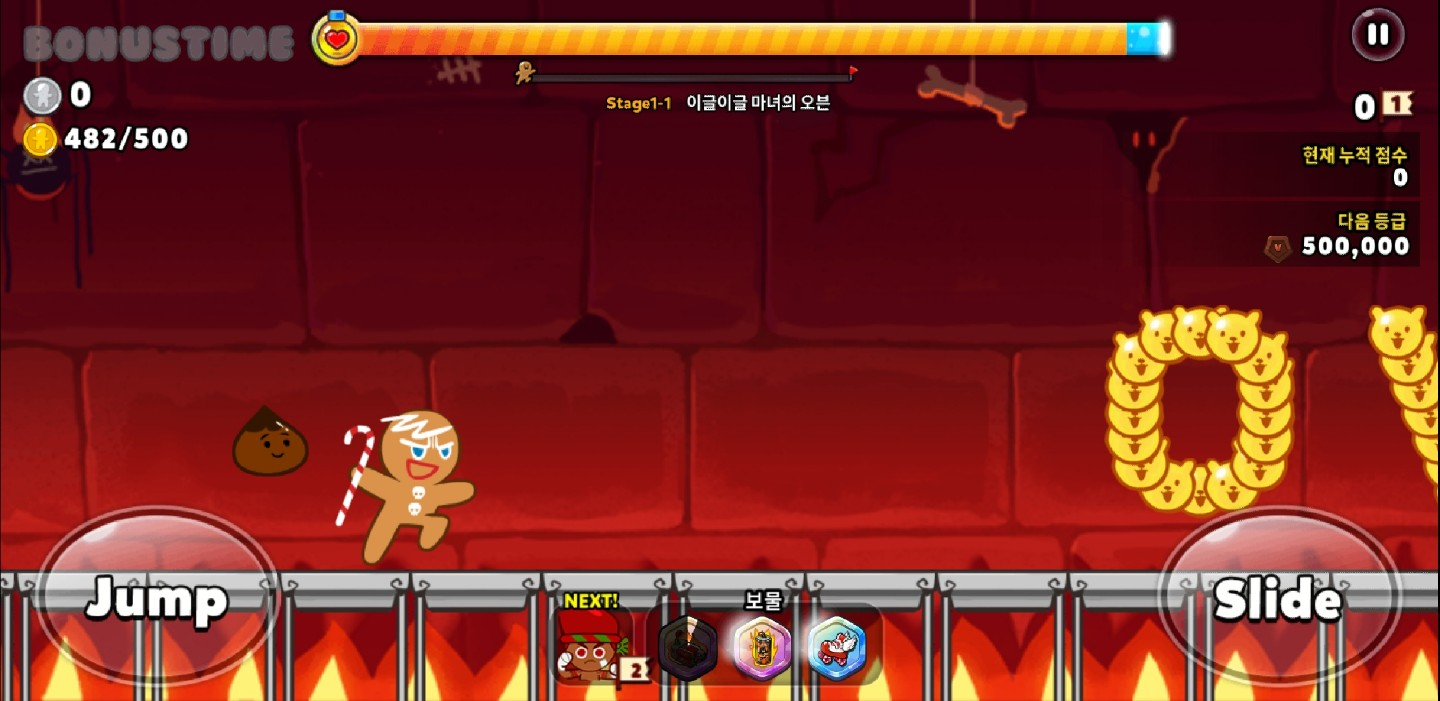 BONUSTIME
0
482/500
Stage1-1 이글이글 마녀의 오븐
0 1
현재 누적 점수
0
다음 등급
500,000
Jump
NEXT!
2
보물
Slide